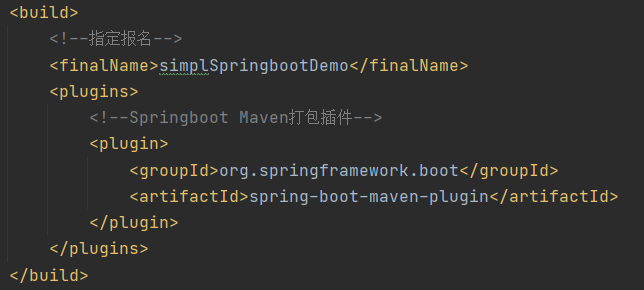 <build>
<!--指定报名-->
<finalName>simplSpringbootDemo</finalName>
<plugins>
<!--Springboot Maven打包插件-->
<plugin>
<groupId>org.springframework.boot</groupId>
<artifactId>spring-boot-maven-plugin</artifactId>
</plugin>
</plugins>
</build>